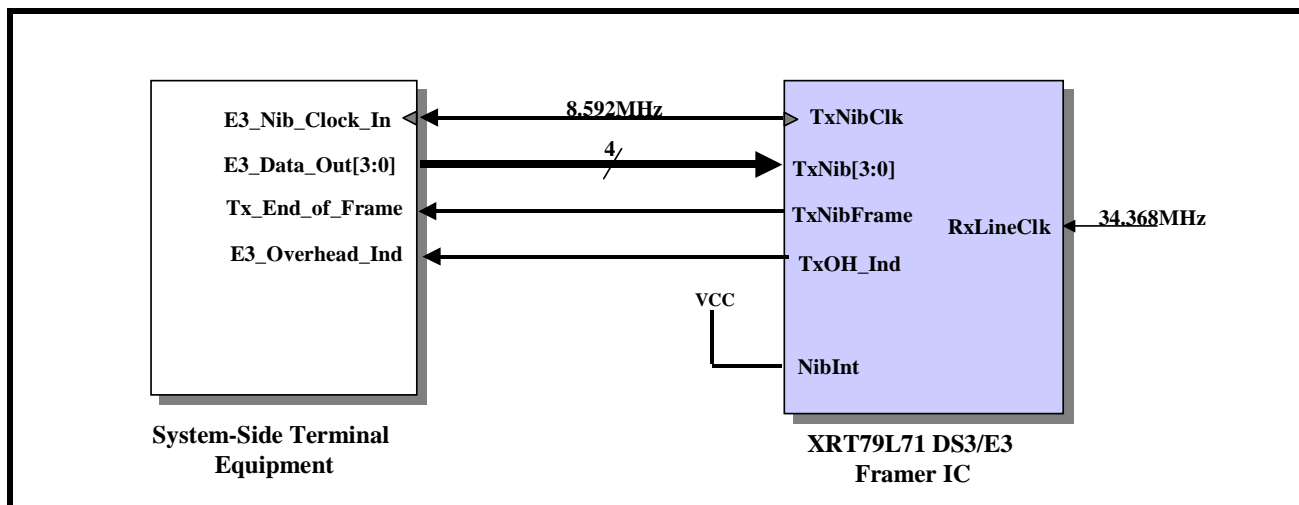 8.592MHz
E3_Nib_Clock_In
TxNibClk
4
E3_Data_Out[3:0]
TxNib[3:0]
Tx_End_of_Frame
TxNibFrame
RxLineClk
34.368MHz
E3_Overhead_Ind
TxOH_Ind
VCC
NibInt
System-Side Terminal
Equipment
XRT79L71 DS3/E3
Framer IC